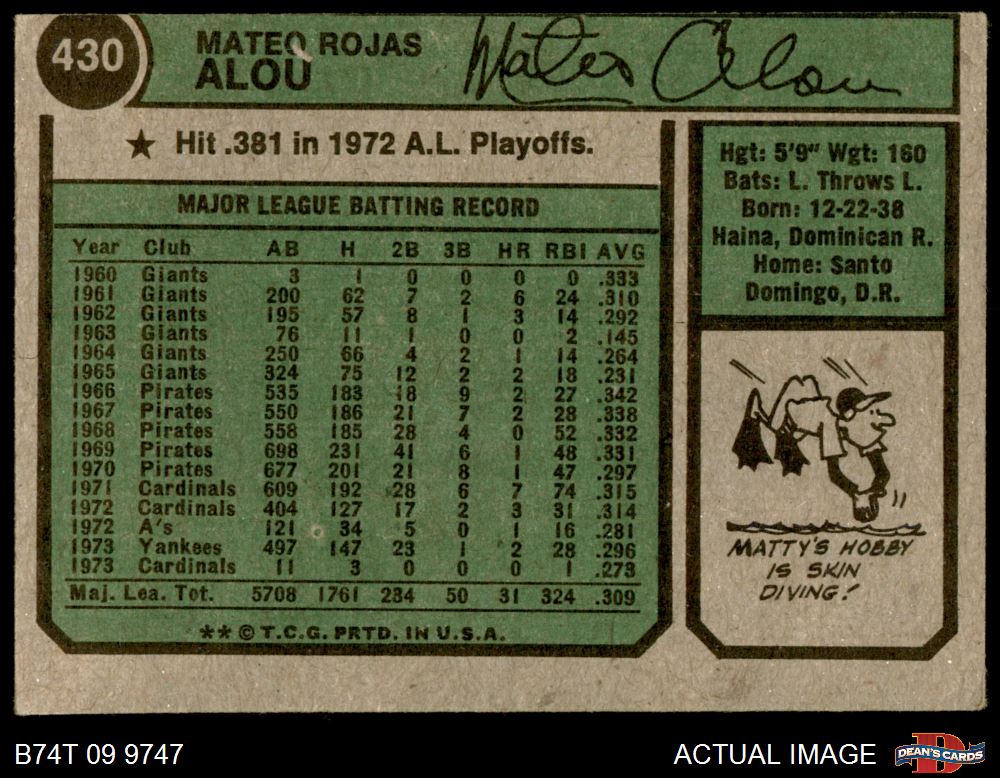 430
MATEO ROJAS
ALOU
Mateo Alou
★ Hit .381 in 1972 A.L. Playoffs.
MAJOR LEAGUE BATTING RECORD
Year Club AB H 2B 3B HR RBI AVG
1960 Giants 3 1 0 0 0 0 .333
1961 Giants 200 62 7 2 6 24 .310
1962 Giants 195 57 8 1 3 14 .292
1963 Giants 76 11 1 0 0 2 .145
1964 Giants 250 66 4 2 1 14 .264
1965 Giants 324 75 12 2 2 18 .231
1966 Pirates 535 183 18 9 2 27 .342
1967 Pirates 550 186 21 7 2 28 .338
1968 Pirates 558 185 28 4 0 52 .332
1969 Pirates 698 231 41 6 1 48 .331
1970 Pirates 677 201 21 8 1 47 .297
1971 Cardinals 609 192 28 6 7 74 .315
1972 Cardinals 404 127 17 2 3 31 .314
1972 A's 121 34 5 0 1 16 .281
1973 Yankees 497 147 23 1 2 28 .296
1973 Cardinals 11 3 0 0 0 1 .273
Maj. Lea. Tot. 5708 1761 234 50 31 324 .309
** © T.C.G. PRTD. IN U.S.A.
Hgt: 5'9" Wgt: 160
Bats: L. Throws L.
Born: 12-22-38
Haina, Dominican R.
Home: Santo
Domingo, D.R.
MATTY'S HOBBY
IS SKIN
DIVING!
B74T 09 9747
ACTUAL IMAGE
DEAN'S CARDS